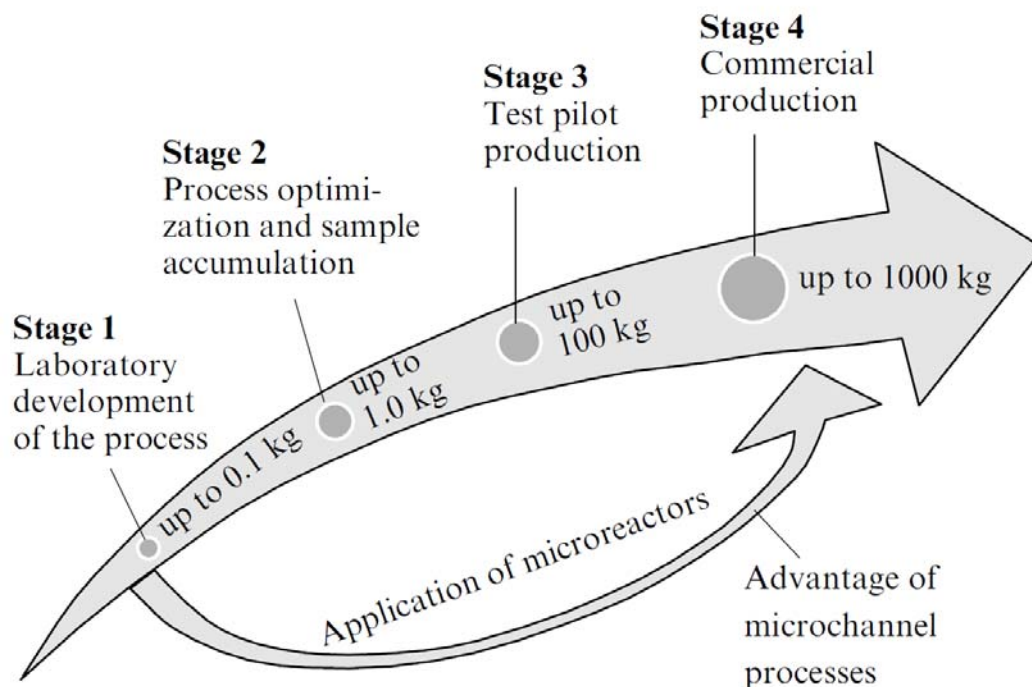 Stage 1
Laboratory
development
of the process
up to 0.1 kg
Stage 2
Process optimi-
zation and sample
accumulation
up to
1.0 kg
Stage 3
Test pilot
production
up to
100 kg
Stage 4
Commercial
production
up to 1000 kg
Application of microreactors
Advantage of
microchannel
processes